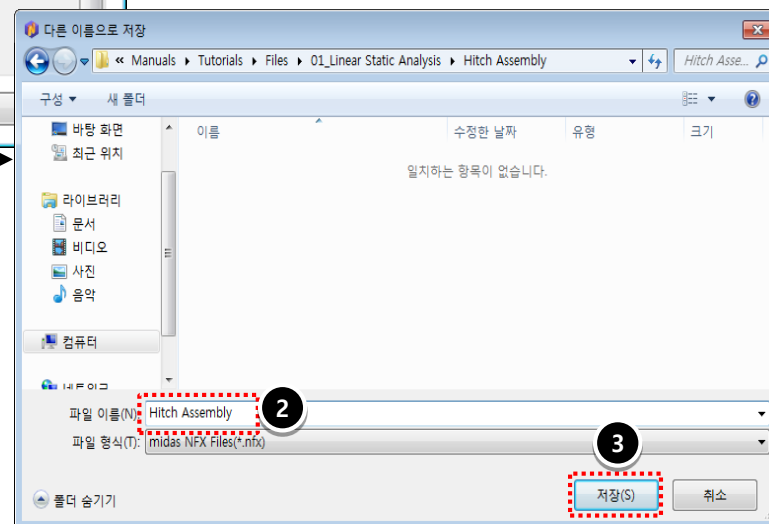 다른 이름으로 저장
« Manuals ▸ Tutorials ▸ Files ▸ 01_Linear Static Analysis ▸ Hitch Assembly
Hitch Asse...
구성 ▼ 새 폴더
이름 수정한 날짜 유형 크기
일치하는 항목이 없습니다.
바탕 화면
최근 위치
라이브러리
문서
비디오
사진
음악
컴퓨터
네트워크
파일 이름(N): Hitch Assembly
2
파일 형식(T): midas NFX Files(*.nfx)
3
폴더 숨기기
저장(S) 취소